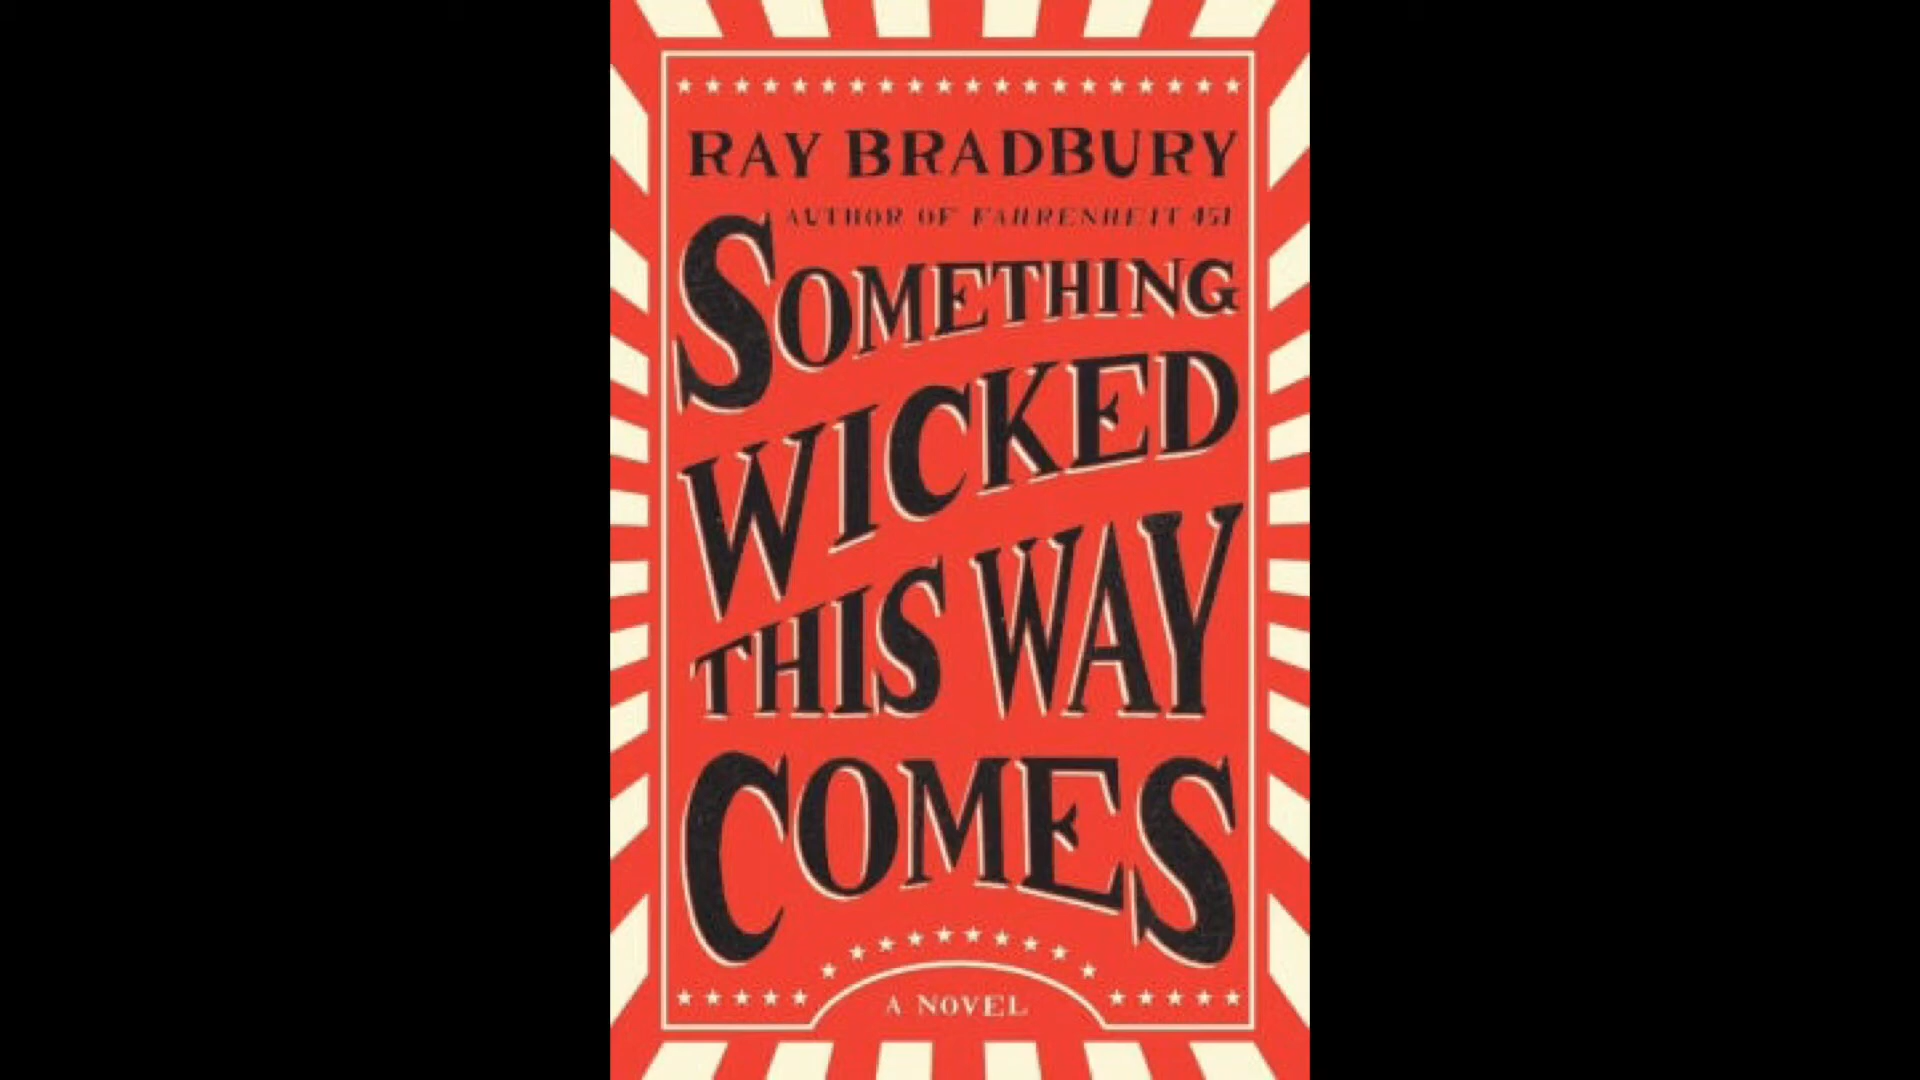 RAY BRADBURY
AUTHOR OF FAHRENHEIT 451
SOMETHING
WICKED
THIS WAY
COMES
A NOVEL